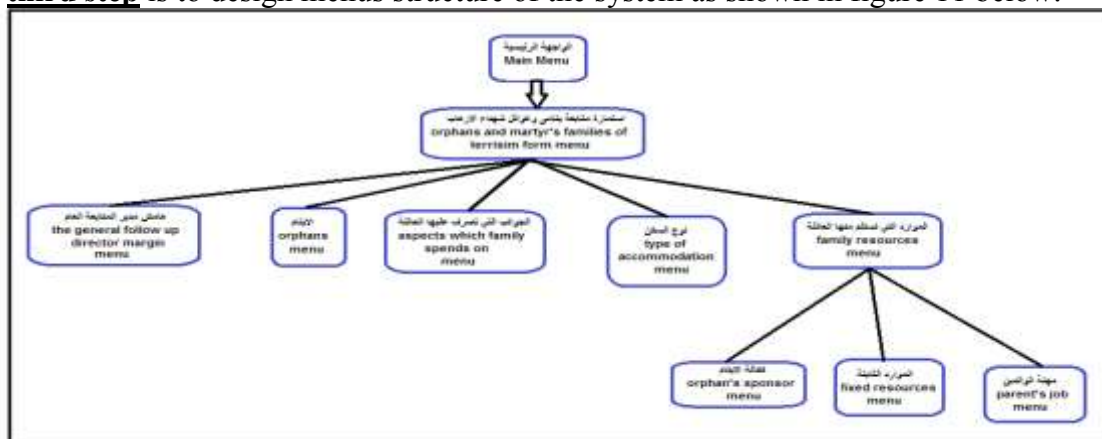 third step is to design menus structure of the system as shown in figure 11 below:
الواجهة الرئيسية
Main Menu
استمارة متابعة يتامى وعوائل شهداء الارهاب
orphans and martyr's families of
terrisim form menu
هامش مدير المتابعة العام
the general follow up
director margin
menu
الايتام
orphans
menu
الجوانب التي تصرف عليها العائلة
aspects which family
spends on
menu
نوع السكن
type of
accommodation
menu
الموارد التي تستلم منها العائلة
family resources
menu
كفالة الايتام
orphan's sponsor
menu
الموارد الثابتة
fixed resources
menu
مهنة الوالدين
parent's job
menu